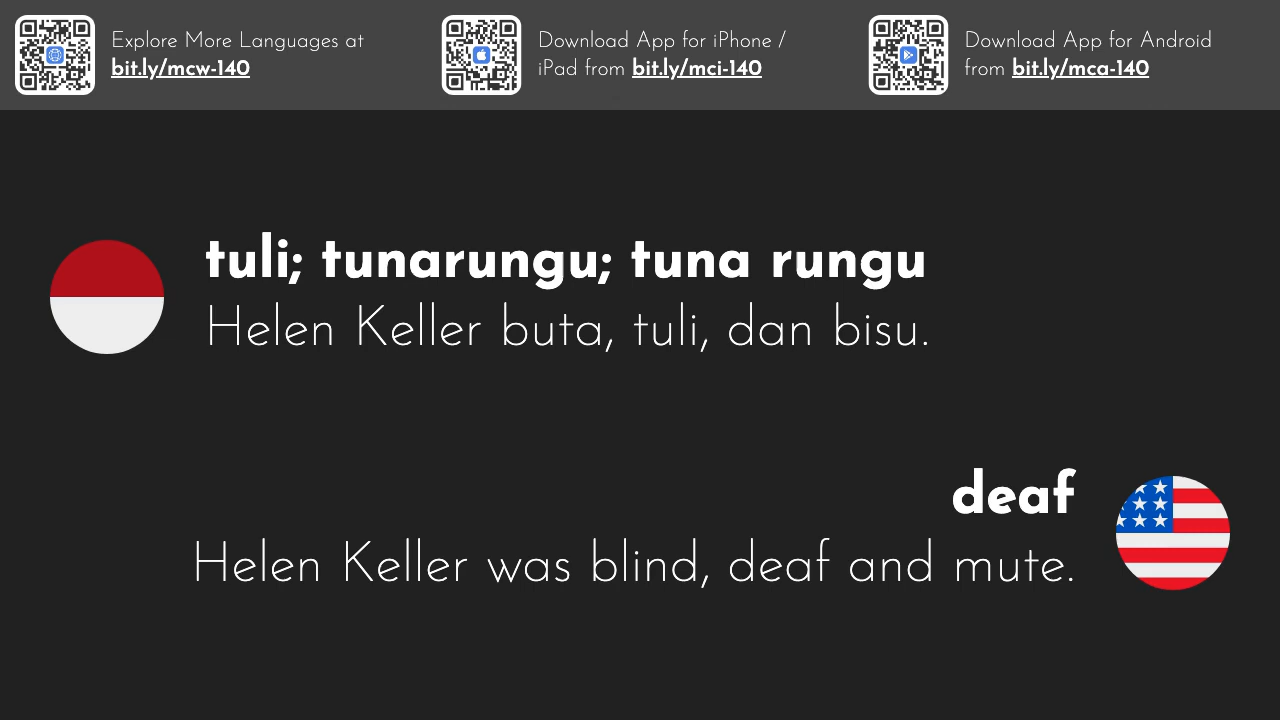 Explore More Languages at
bit.ly/mcw-140
Download App for iPhone /
iPad from bit.ly/mci-140
Download App for Android
from bit.ly/mca-140
tuli; tunarungu; tuna rungu
Helen Keller buta, tuli, dan bisu.
deaf
Helen Keller was blind, deaf and mute.